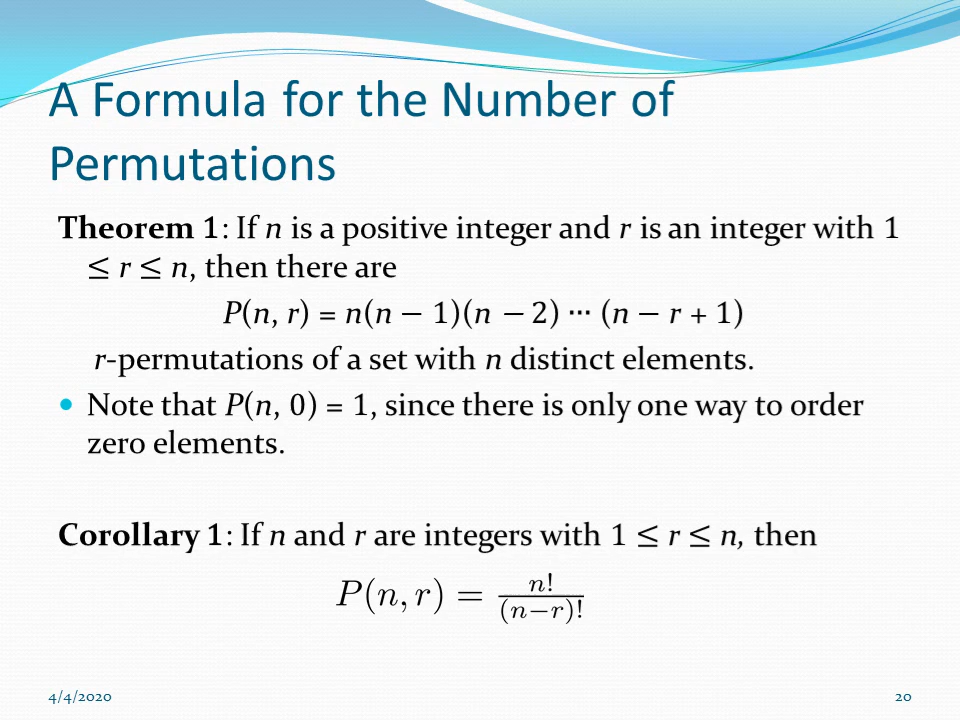 A Formula for the Number of
Permutations
Theorem 1: If n is a positive integer and r is an integer with 1
≤ r ≤ n, then there are
P(n, r) = n(n − 1)(n − 2) ··· (n − r + 1)
r-permutations of a set with n distinct elements.
• Note that P(n, 0) = 1, since there is only one way to order
zero elements.
Corollary 1: If n and r are integers with 1 ≤ r ≤ n, then
P(n, r) = n!/(n−r)!
4/4/2020 20